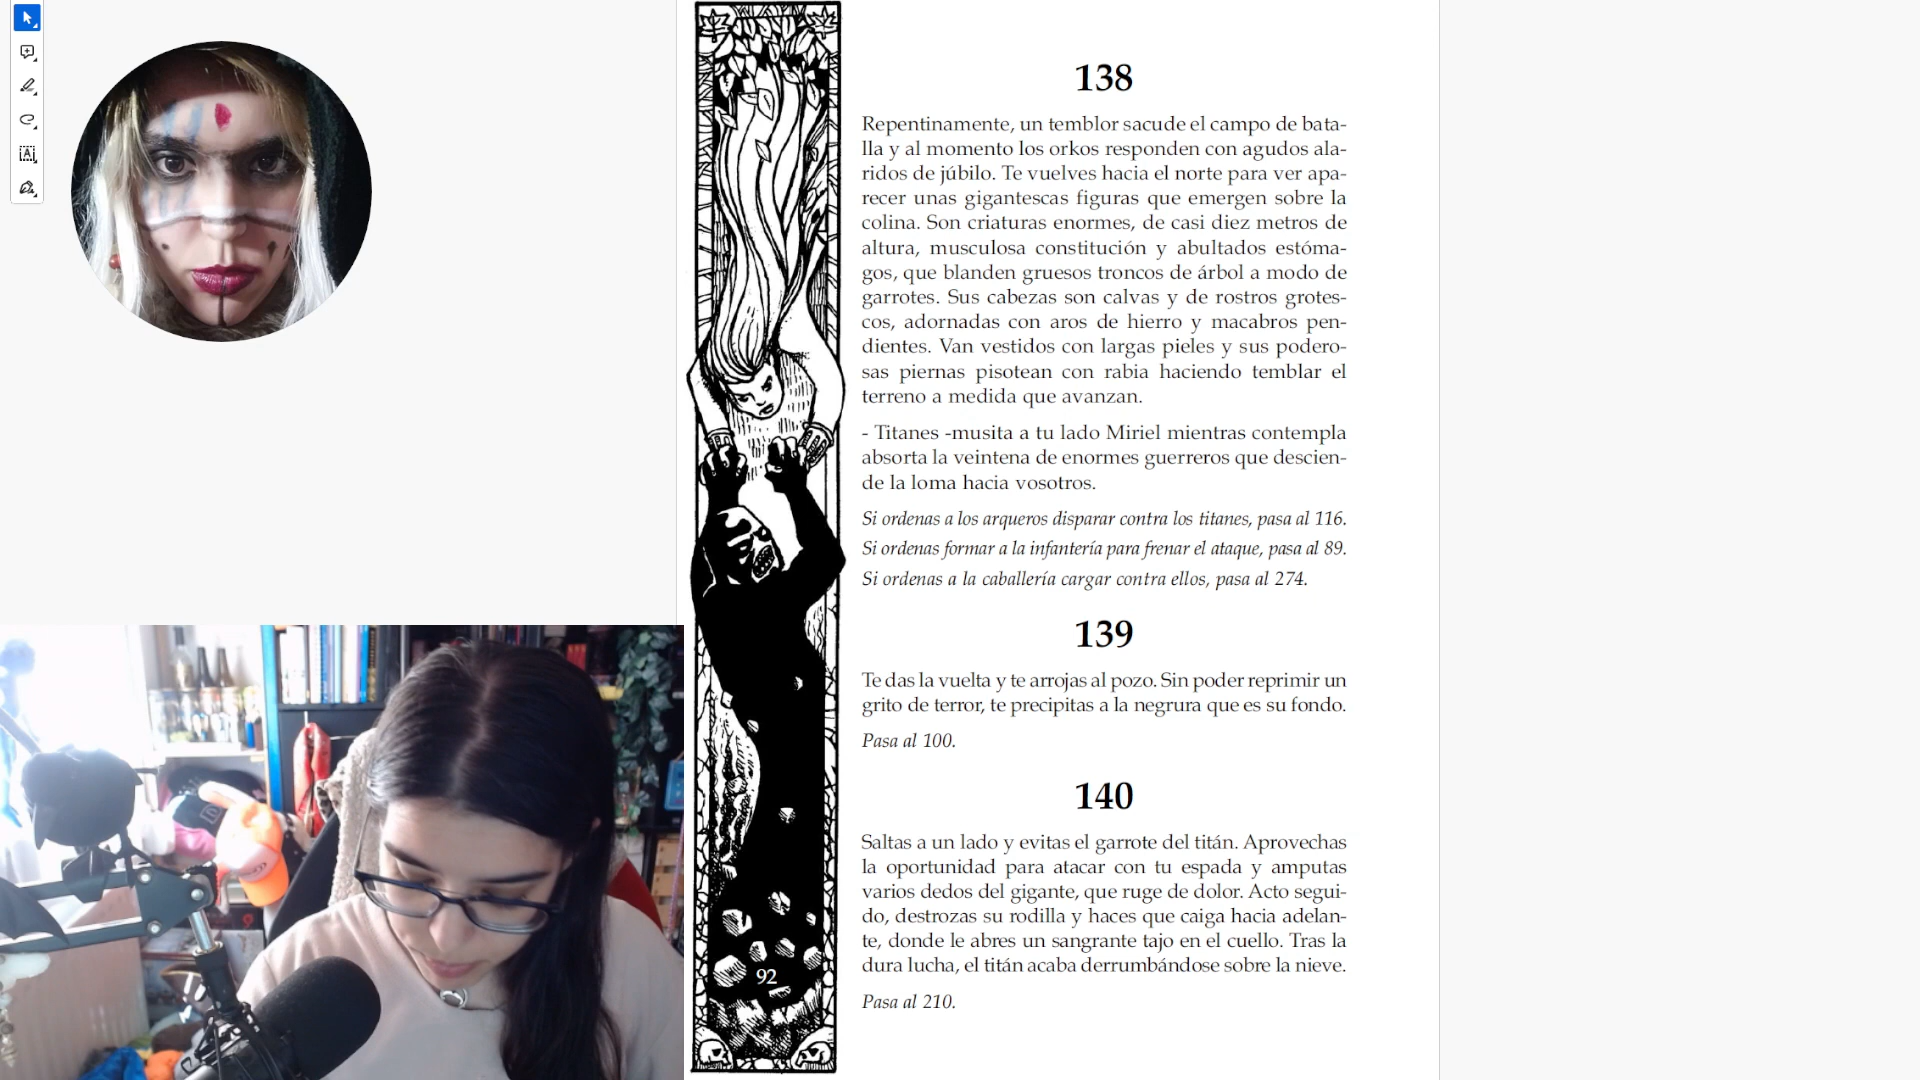 138
Repentinamente, un temblor sacude el campo de bata-
lla y al momento los orkos responden con agudos ala-
ridos de júbilo. Te vuelves hacia el norte para ver apa-
recer unas gigantescas figuras que emergen sobre la
colina. Son criaturas enormes, de casi diez metros de
altura, musculosa constitución y abultados estóma-
gos, que blanden gruesos troncos de árbol a modo de
garrotes. Sus cabezas son calvas y de rostros grotes-
cos, adornadas con aros de hierro y macabros pen-
dientes. Van vestidos con largas pieles y sus podero-
sas piernas pisotean con rabia haciendo temblar el
terreno a medida que avanzan.
- Titanes -musita a tu lado Miriel mientras contempla
absorta la veintena de enormes guerreros que descien-
de la loma hacia vosotros.
Si ordenas a los arqueros disparar contra los titanes, pasa al 116.
Si ordenas formar a la infantería para frenar el ataque, pasa al 89.
Si ordenas a la caballería cargar contra ellos, pasa al 274.
139
Te das la vuelta y te arrojas al pozo. Sin poder reprimir un
grito de terror, te precipitas a la negrura que es su fondo.
Pasa al 100.
140
Saltas a un lado y evitas el garrote del titán. Aprovechas
la oportunidad para atacar con tu espada y amputas
varios dedos del gigante, que ruge de dolor. Acto segui-
do, destrozas su rodilla y haces que caiga hacia adelan-
te, donde le abres un sangrante tajo en el cuello. Tras la
dura lucha, el titán acaba derrumbándose sobre la nieve.
Pasa al 210.
92